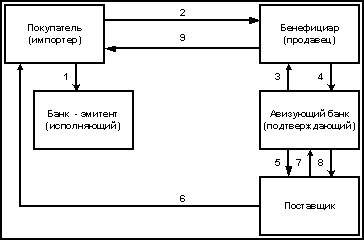 2
Покупатель
(импортер)
Бенефициар
(продавец)
9
1
3
4
Банк - эмитент
(исполняющий)
Авизующий банк
(подтверждающий)
5
7
8
6
Поставщик